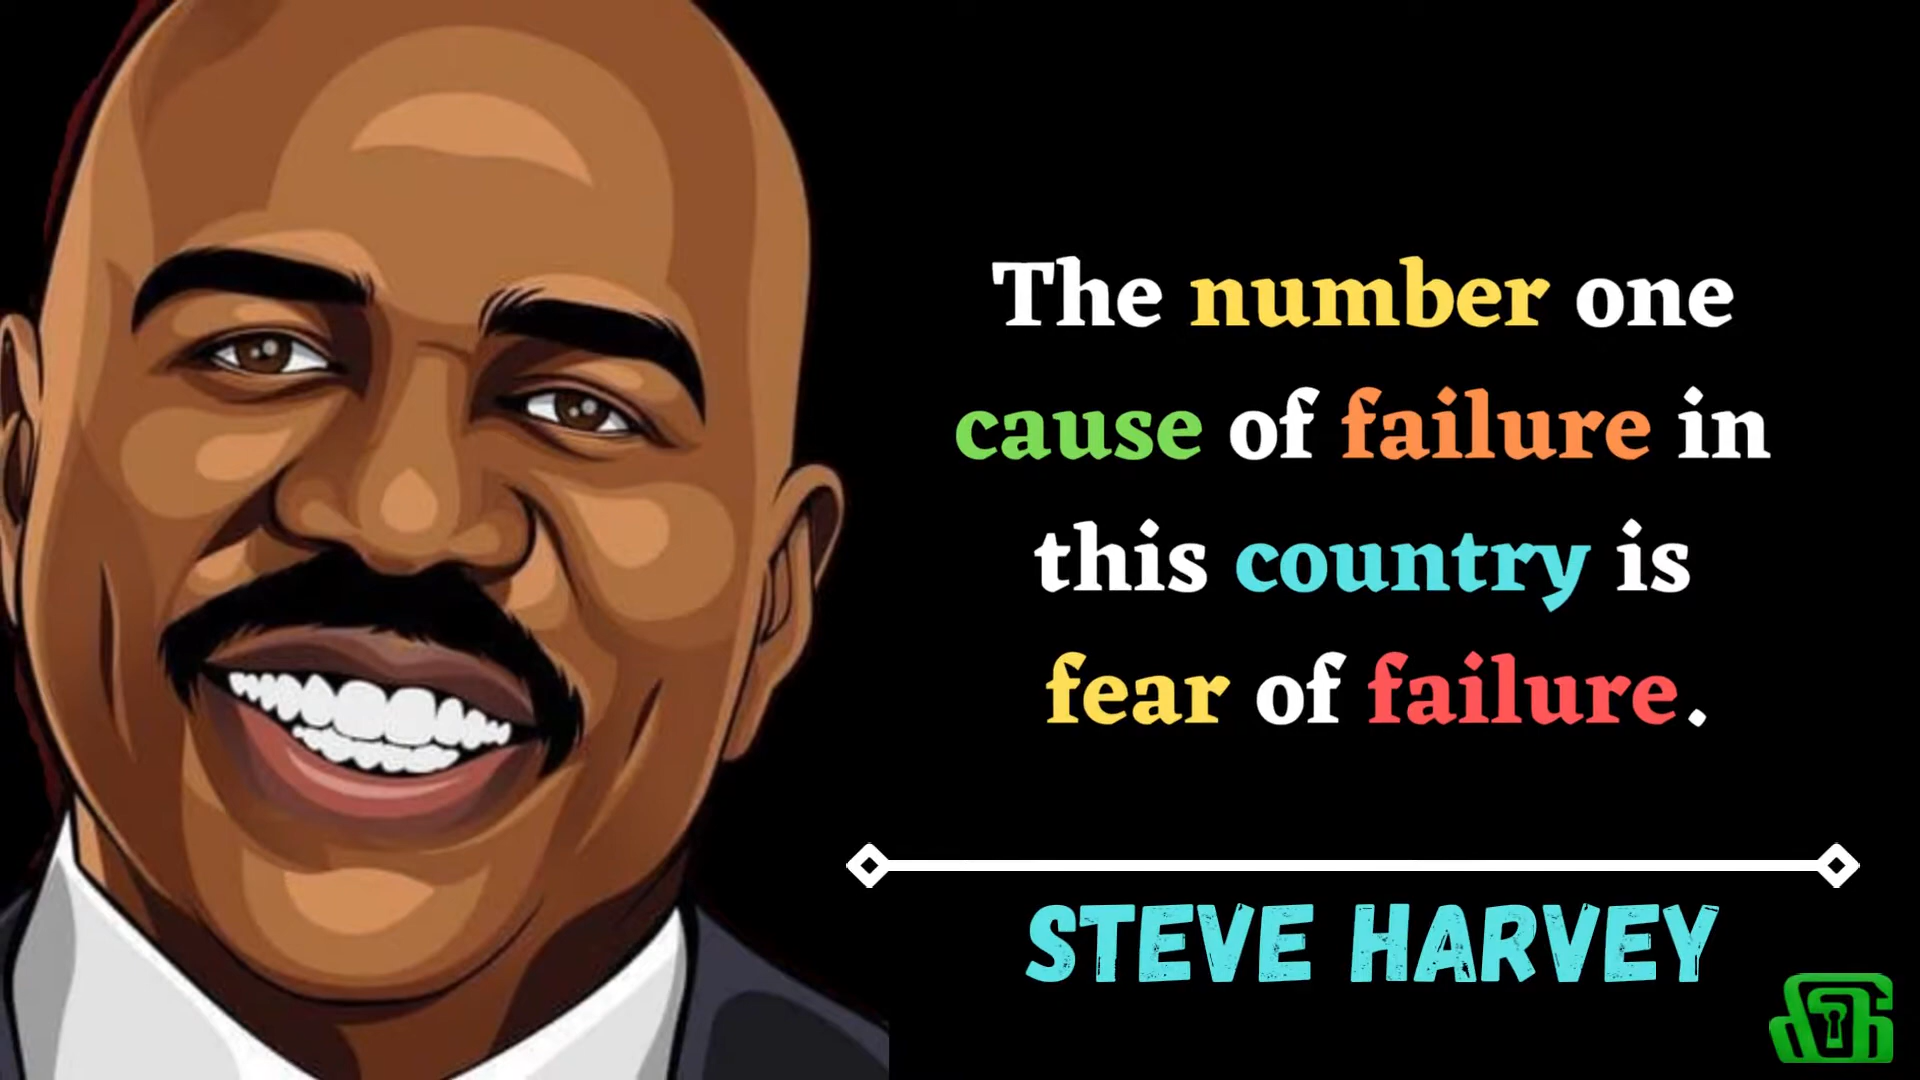 The number one
cause of failure in
this country is
fear of failure.
STEVE HARVEY